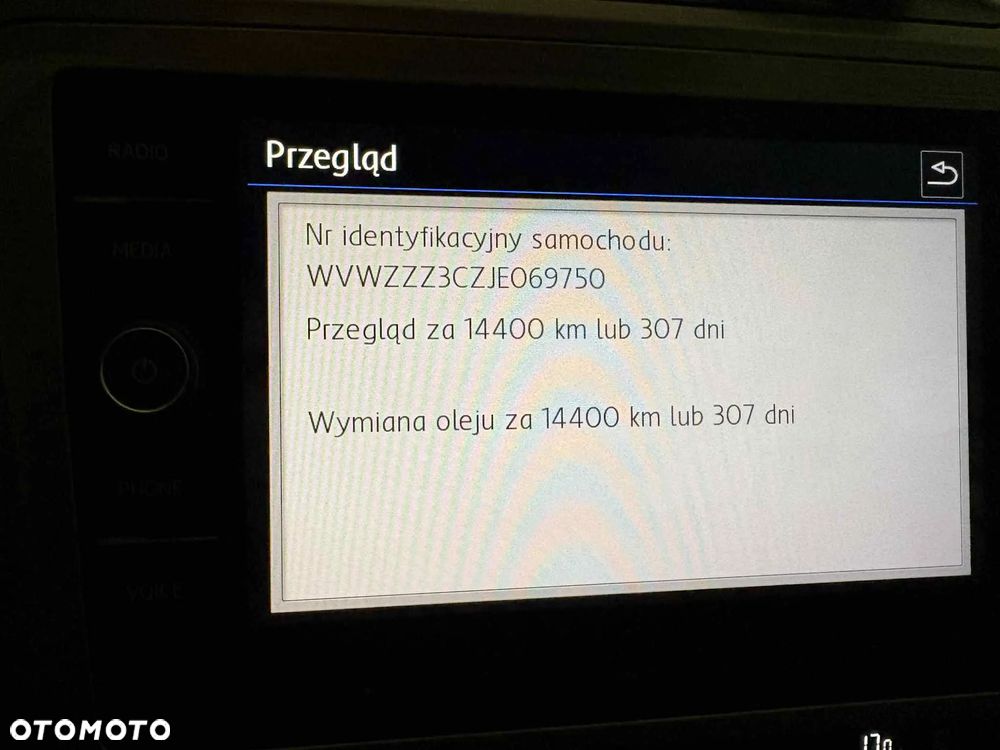 RADIO
MEDIA
PHONE
VOICE
Przegląd
Nr identyfikacyjny samochodu:
WVWZZZ3CZJE069750
Przegląd za 14400 km lub 307 dni
Wymiana oleju za 14400 km lub 307 dni
OTOMOTO